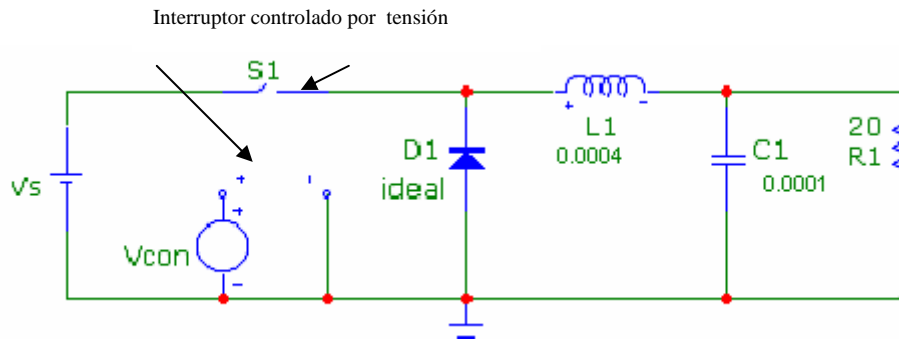 Interruptor controlado por tensión
S1
L1
0.0004
D1
ideal
C1
0.0001
20
R1
Vs
Vcon